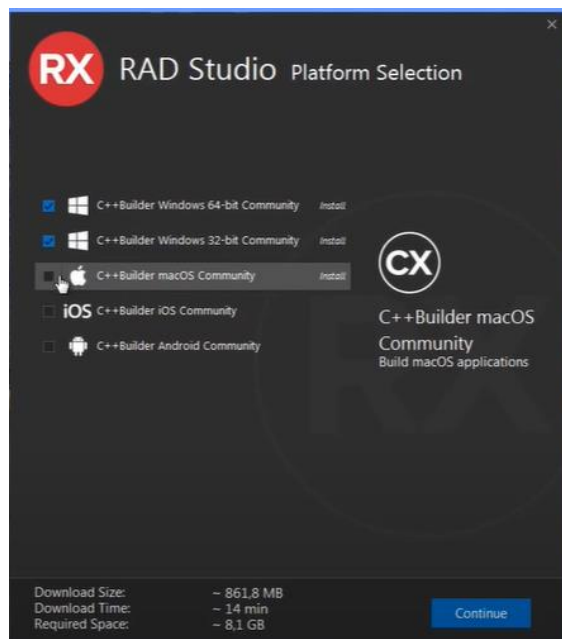 RX RAD Studio Platform Selection
C++Builder Windows 64-bit Community Install
C++Builder Windows 32-bit Community Install
C++Builder macOS Community Install
iOS C++Builder iOS Community
C++Builder Android Community
CX
C++Builder macOS
Community
Build macOS applications
Download Size: ~ 861,8 MB
Download Time: ~ 14 min
Required Space: ~ 8,1 GB
Continue